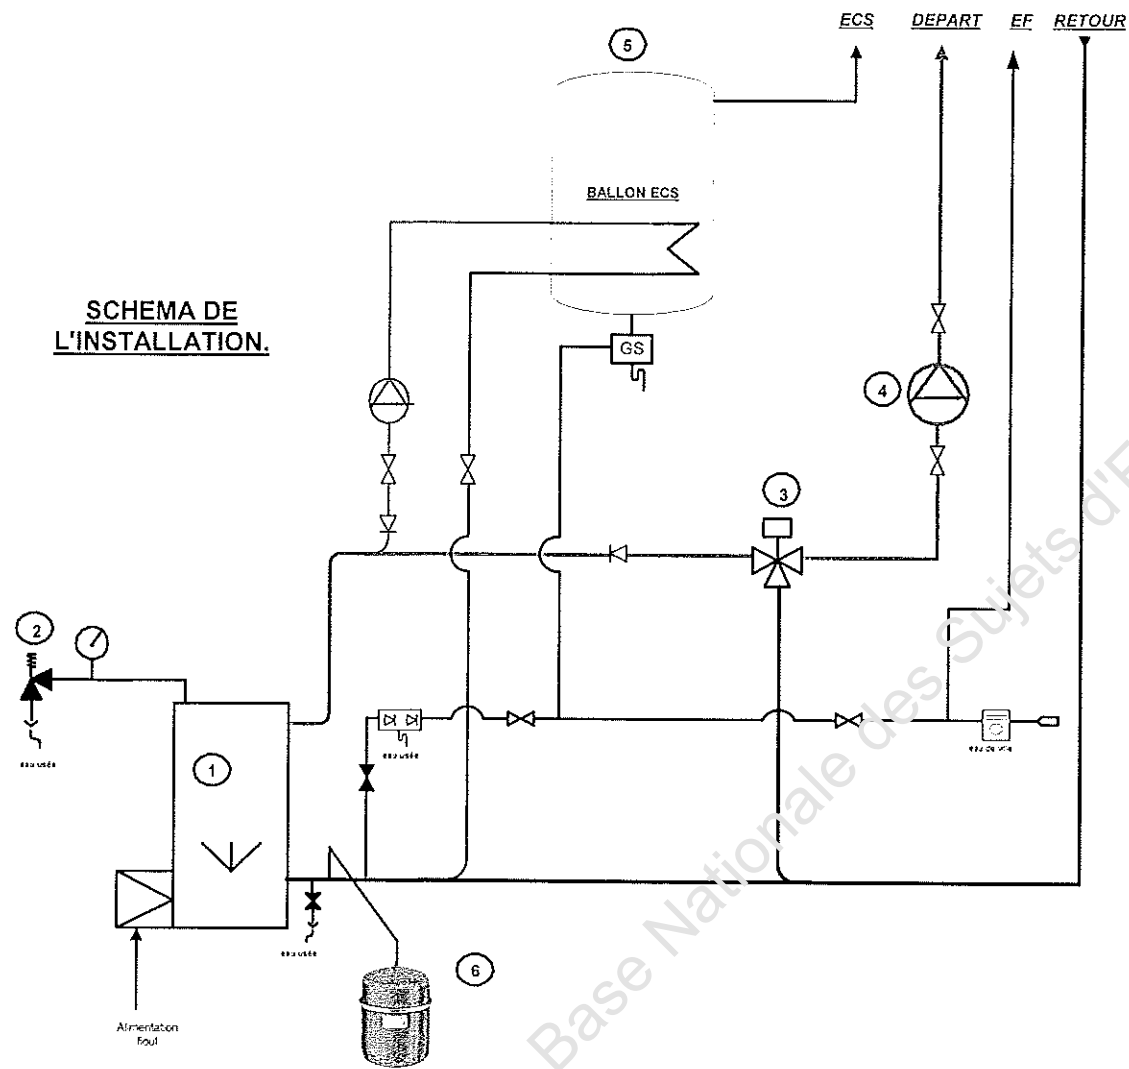 ECS DEPART EF RETOUR
5
BALLON ECS
SCHEMA DE
L'INSTALLATION.
GS
4
3
2
eau usée
eau usée
eau de ville
1
eau usée
6
Alimentation
fioul
Base Nationale des Sujets d'E